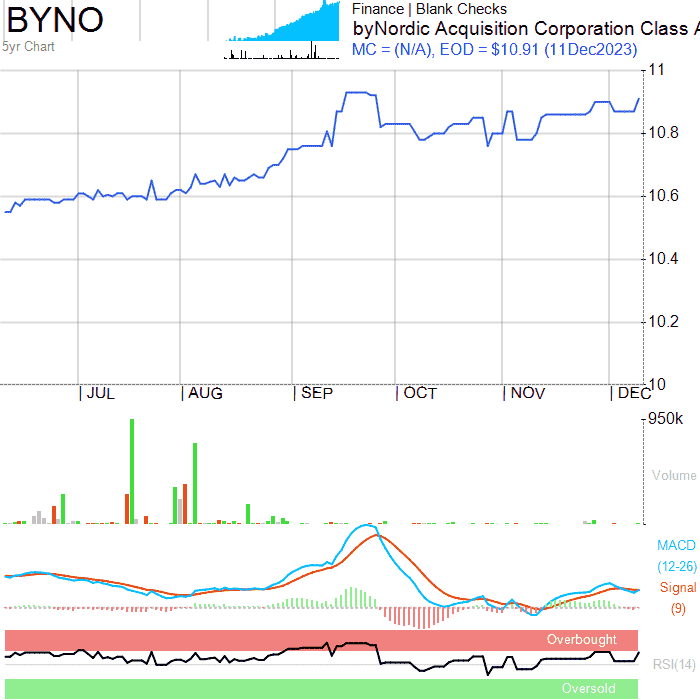 BYNO
5yr Chart
Finance | Blank Checks
byNordic Acquisition Corporation Class A
MC = (N/A), EOD = $10.91 (11Dec2023)
11
10.8
10.6
10.4
10.2
10
JUL AUG SEP OCT NOV DEC
950k
Volume
MACD
(12-26)
Signal
(9)
Overbought
RSI(14)
Oversold